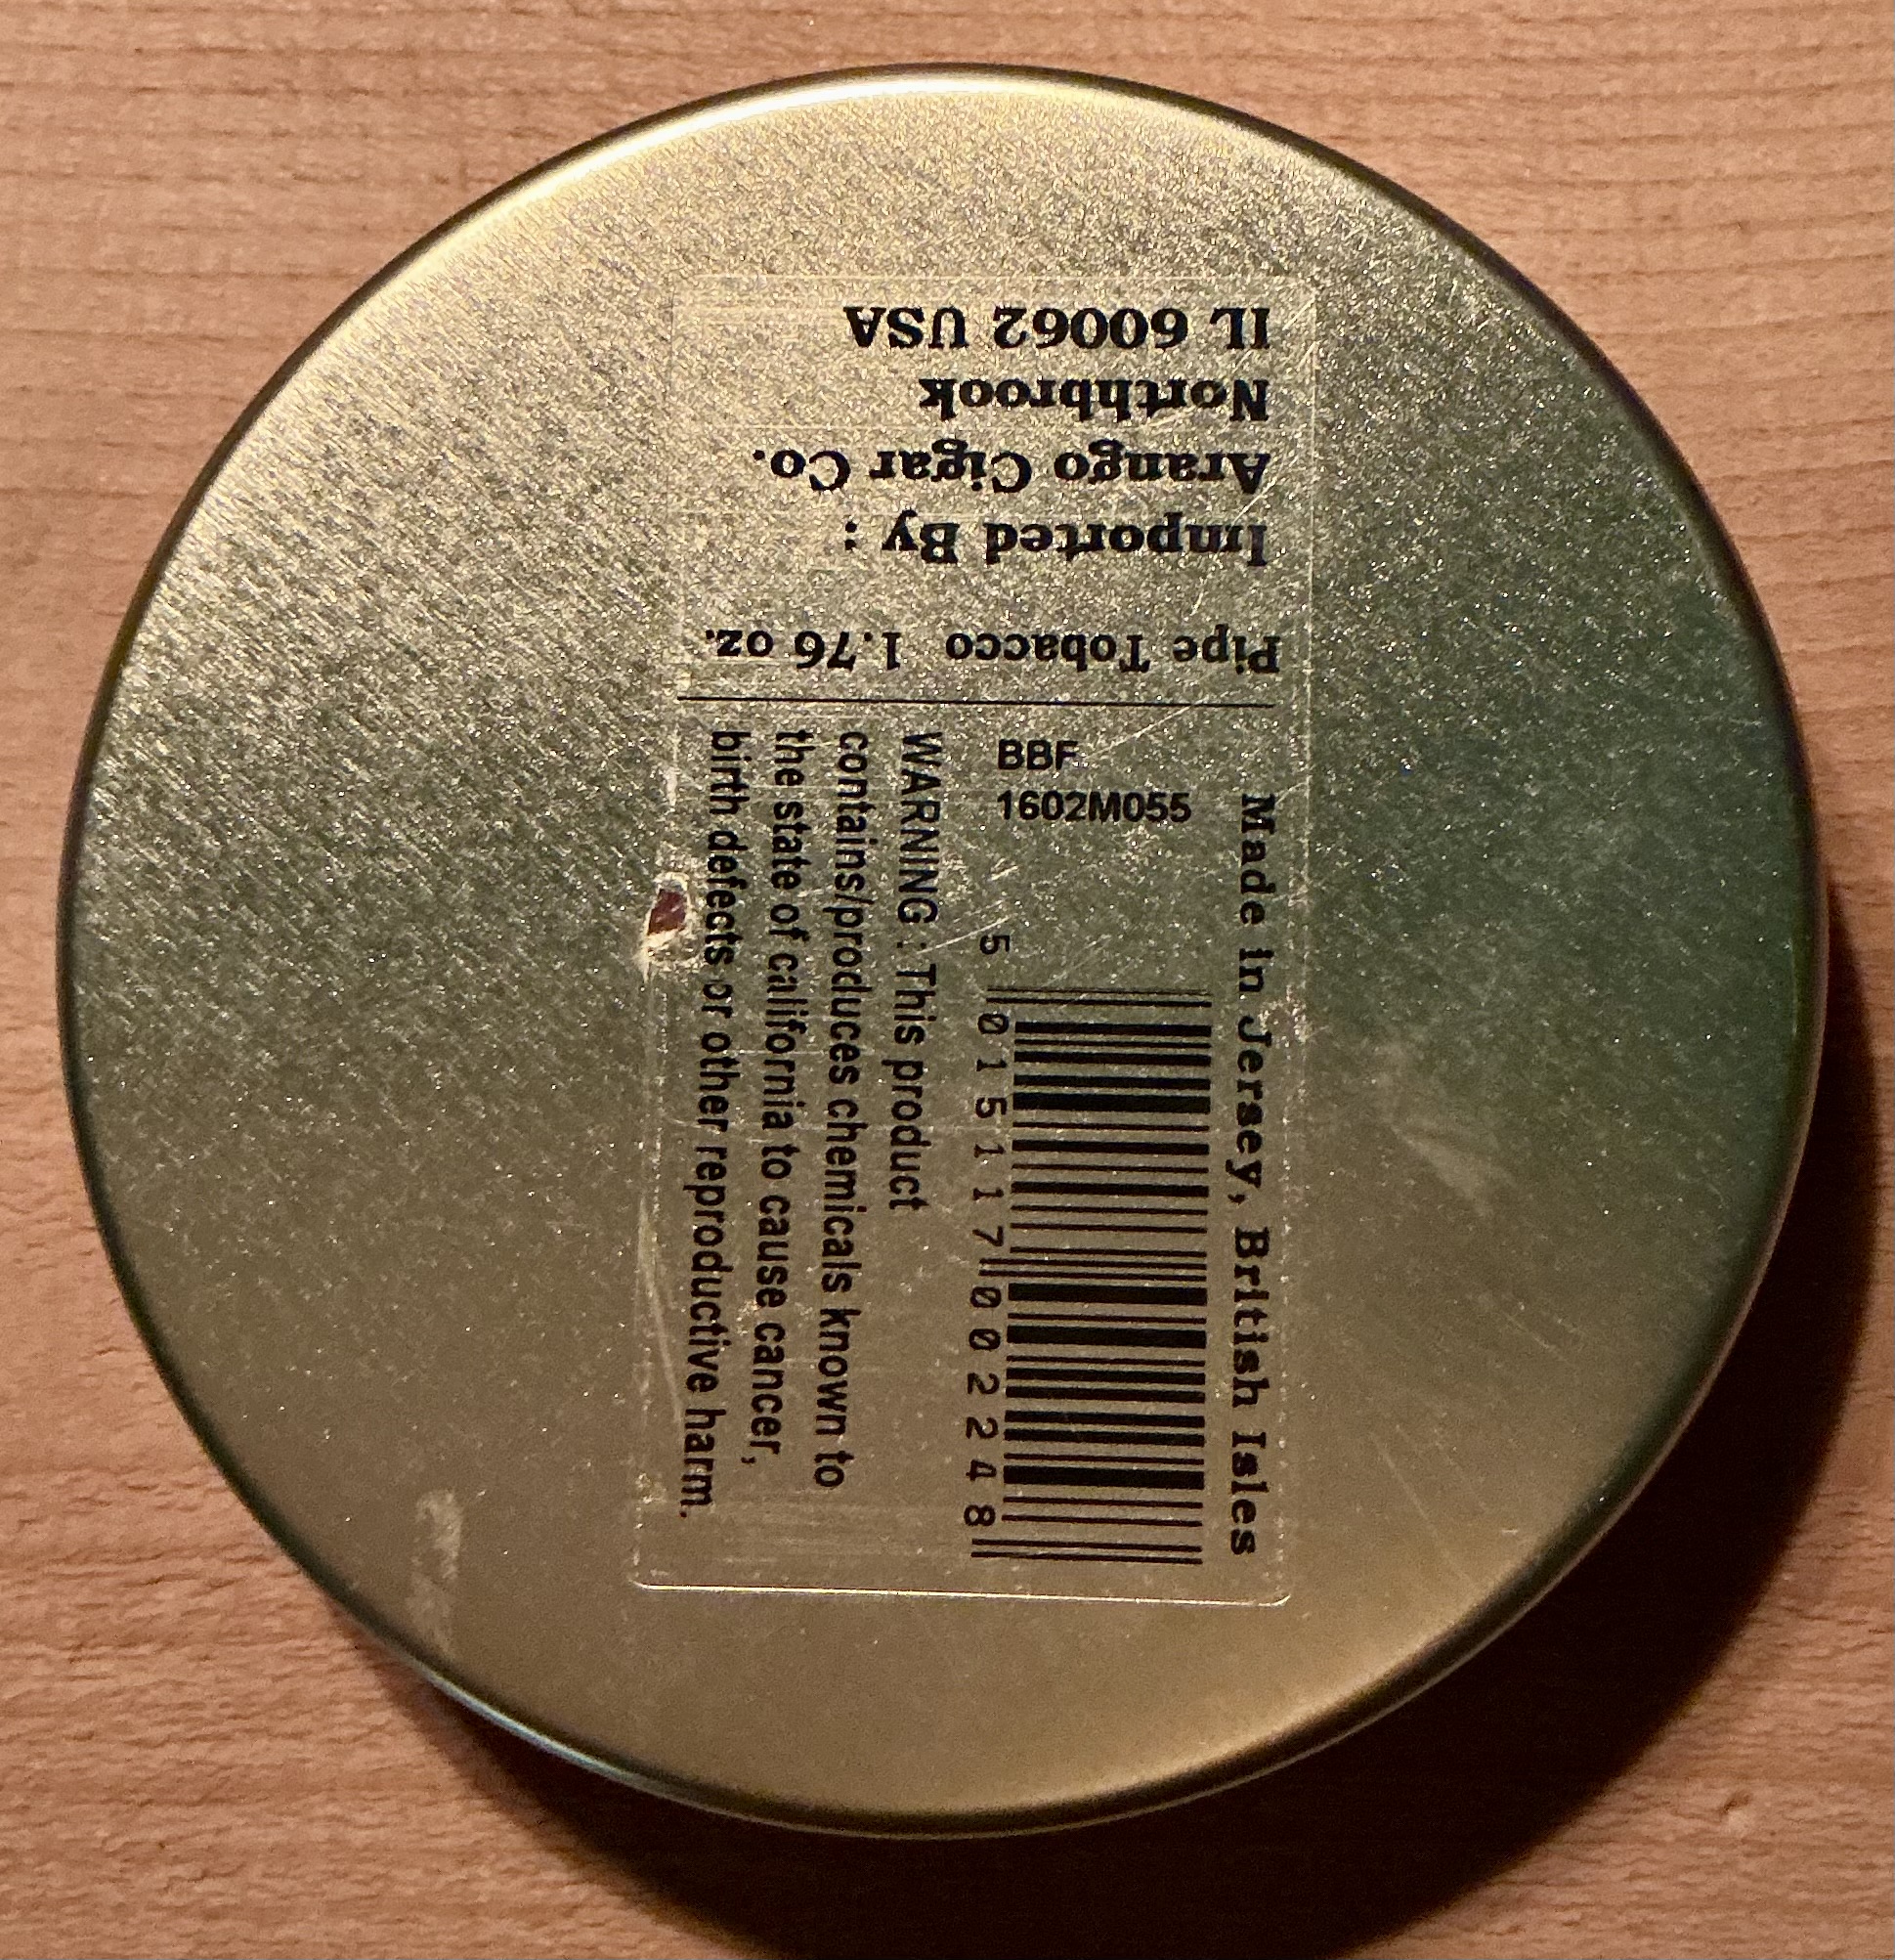 Imported By :
Arango Cigar Co.
Northbrook
IL 60062 USA
Pipe Tobacco 1.76 oz.
BBF
1602M055
Made in Jersey, British Isles
5 015117 002248
WARNING : This product
contains/produces chemicals known to
the state of california to cause cancer,
birth defects or other reproductive harm.